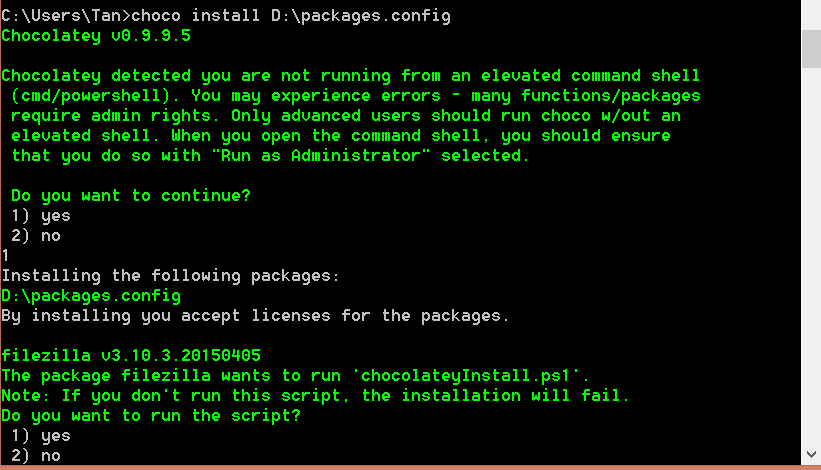 C:\Users\Tan>choco install D:\packages.config
Chocolatey v0.9.9.5
Chocolatey detected you are not running from an elevated command shell
(cmd/powershell). You may experience errors - many functions/packages
require admin rights. Only advanced users should run choco w/out an
elevated shell. When you open the command shell, you should ensure
that you do so with "Run as Administrator" selected.
Do you want to continue?
1) yes
2) no
1
Installing the following packages:
D:\packages.config
By installing you accept licenses for the packages.
filezilla v3.10.3.20150405
The package filezilla wants to run 'chocolateyInstall.ps1'.
Note: If you don't run this script, the installation will fail.
Do you want to run the script?
1) yes
2) no